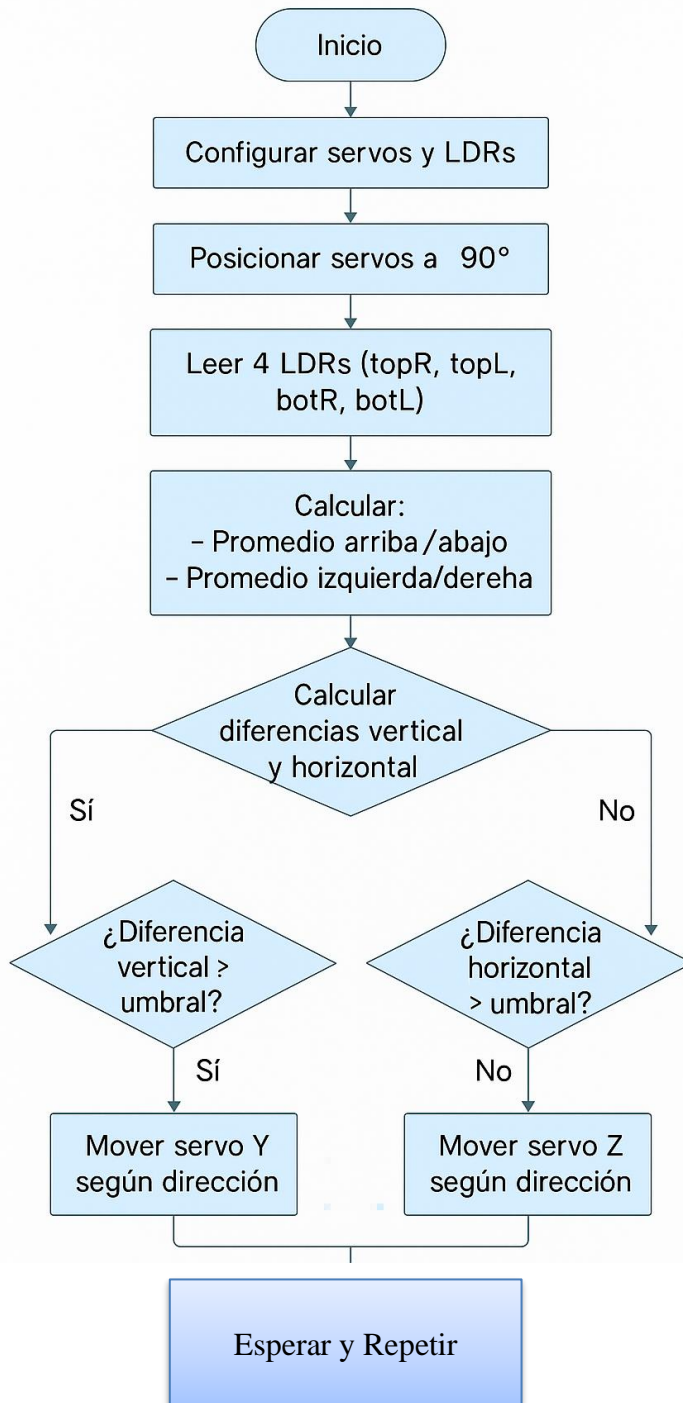 Inicio
Configurar servos y LDRs
Posicionar servos a 90°
Leer 4 LDRs (topR, topL,
botR, botL)
Calcular:
– Promedio arriba/abajo
– Promedio izquierda/dereha
Calcular
diferencias vertical
y horizontal
Sí
No
¿Diferencia
vertical >
umbral?
¿Diferencia
horizontal
> umbral?
Sí
No
Mover servo Y
según dirección
Mover servo Z
según dirección
Esperar y Repetir